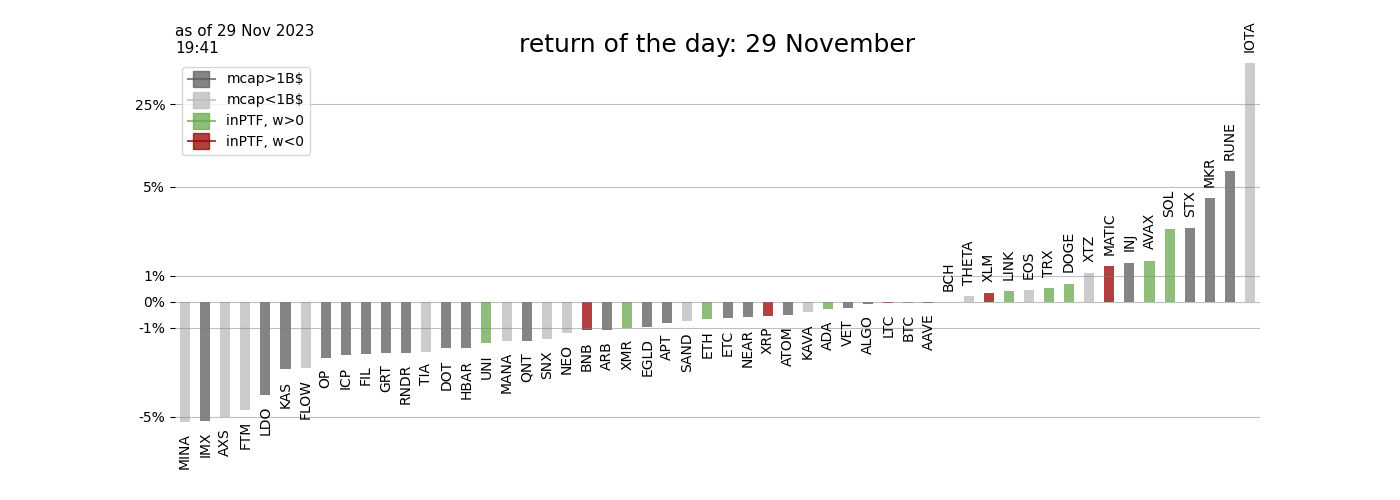 as of 29 Nov 2023
19:41
return of the day: 29 November
mcap>1B$
mcap<1B$
inPTF, w>0
inPTF, w<0
25%
5%
1%
0%
-1%
-5%
MINA
IMX
AXS
FTM
LDO
KAS
FLOW
OP
ICP
FIL
GRT
RNDR
TIA
DOT
HBAR
UNI
MANA
QNT
SNX
NEO
BNB
ARB
XMR
EGLD
APT
SAND
ETH
ETC
NEAR
XRP
ATOM
KAVA
ADA
VET
ALGO
LTC
BTC
AAVE
BCH
THETA
XLM
LINK
EOS
TRX
DOGE
XTZ
MATIC
INJ
AVAX
SOL
STX
MKR
RUNE
IOTA